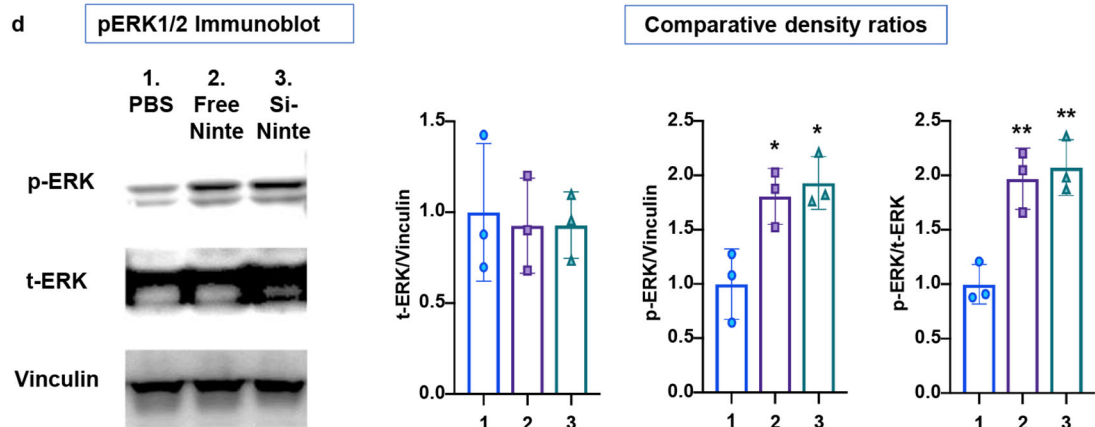 d
pERK1/2 Immunoblot
Comparative density ratios
1. 2. 3.
PBS Free Si-
Ninte Ninte
p-ERK
t-ERK
Vinculin
t-ERK/Vinculin
1.5
1.0
0.5
0.0
1 2 3
p-ERK/Vinculin
2.5
2.0
1.5
1.0
0.5
0.0
* *
1 2 3
p-ERK/t-ERK
2.5
2.0
1.5
1.0
0.5
0.0
** **
1 2 3